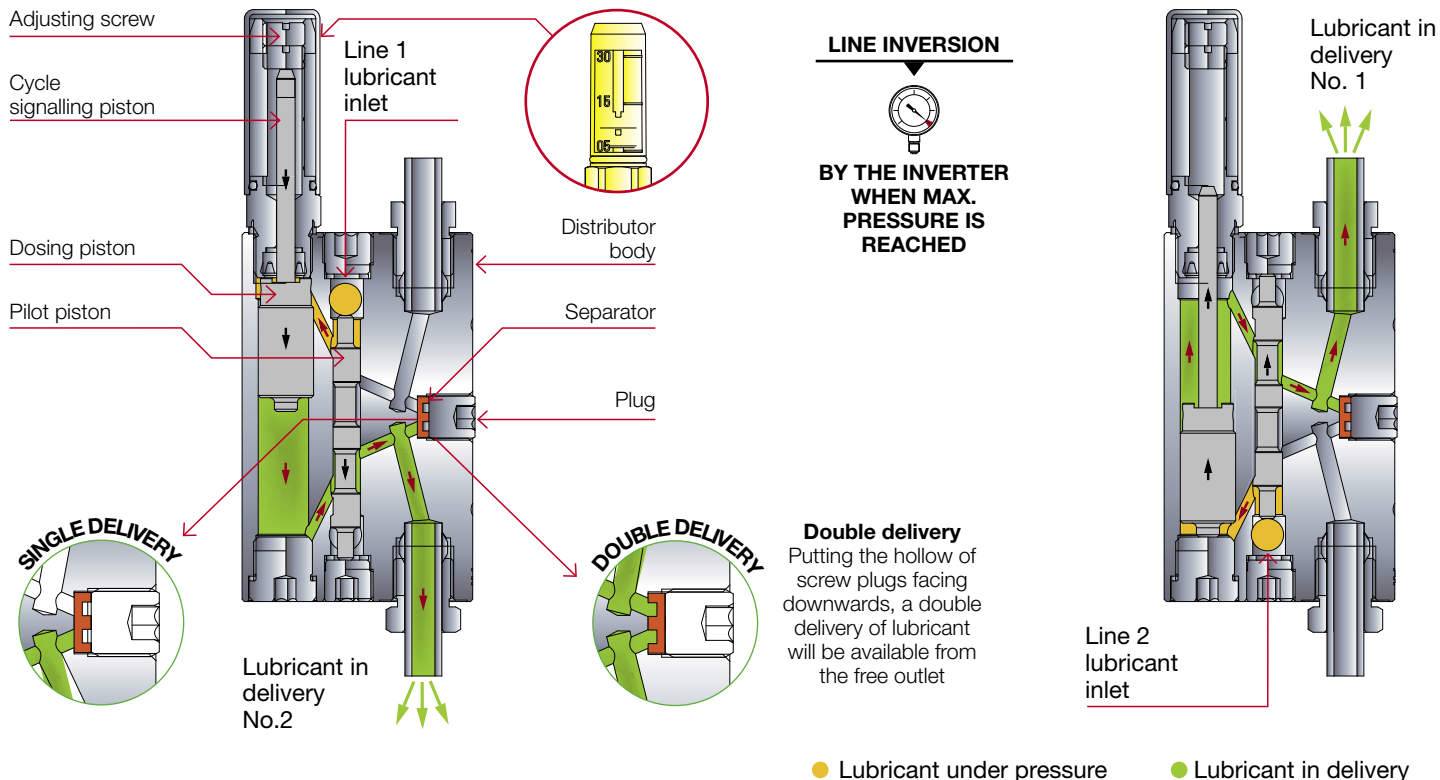 Adjusting screw
Cycle
signalling piston
Dosing piston
Pilot piston
Line 1
lubricant
inlet
30
15
05
Distributor
body
Separator
Plug
SINGLE DELIVERY
Lubricant in
delivery
No.2
DOUBLE DELIVERY
Double delivery
Putting the hollow of
screw plugs facing
downwards, a double
delivery of lubricant
will be available from
the free outlet
LINE INVERSION
BY THE INVERTER
WHEN MAX.
PRESSURE IS
REACHED
Lubricant in
delivery
No. 1
Line 2
lubricant
inlet
Lubricant under pressure
Lubricant in delivery